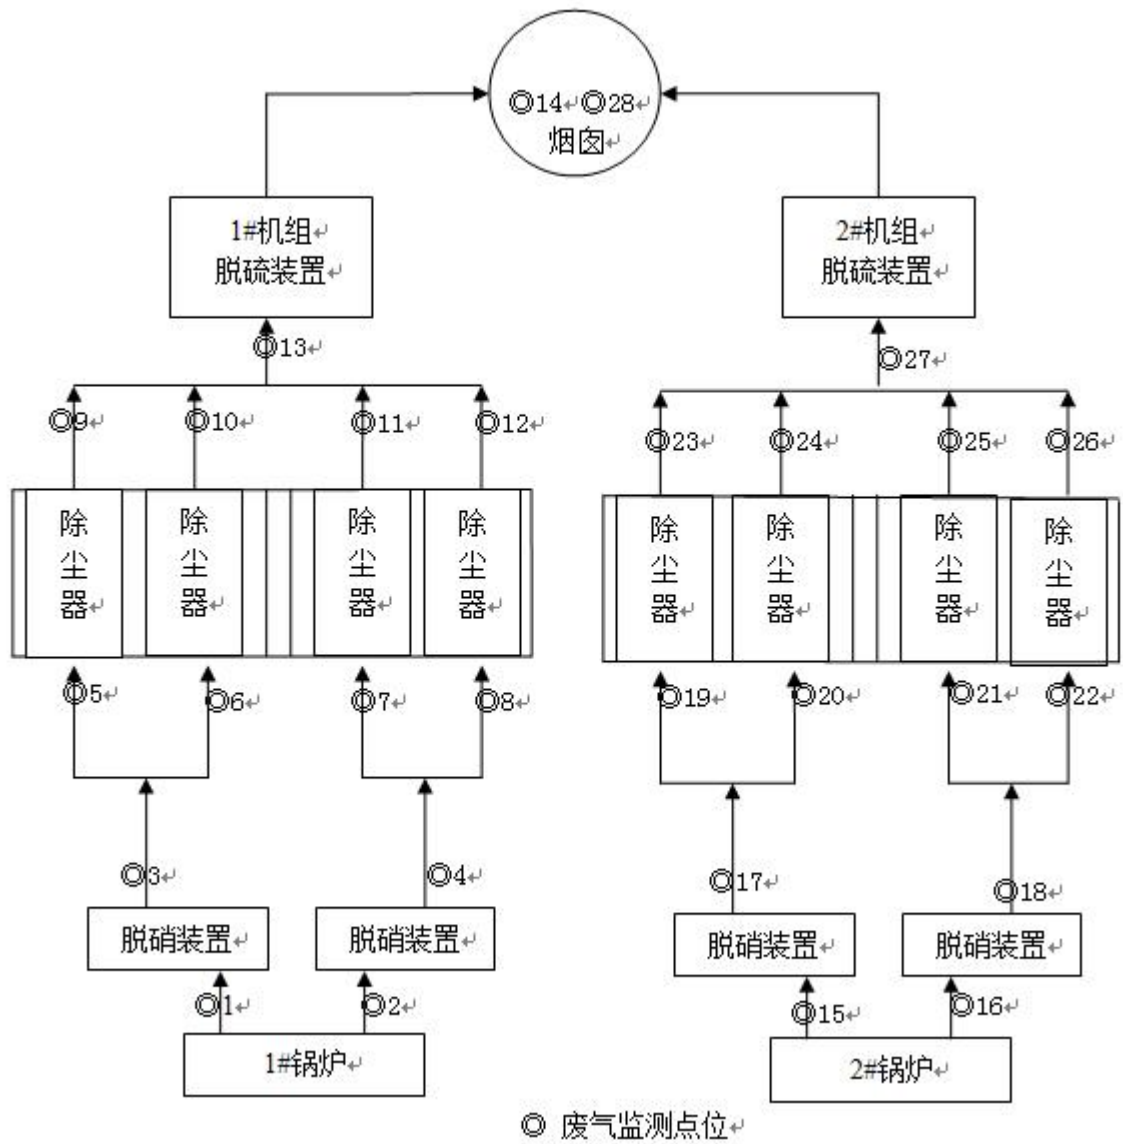 ◎14 ◎28
烟囱
1#机组
脱硫装置
2#机组
脱硫装置
◎13
◎27
◎9
◎10
◎11
◎12
◎23
◎24
◎25
◎26
除
尘
器
除
尘
器
除
尘
器
除
尘
器
除
尘
器
除
尘
器
除
尘
器
除
尘
器
◎5
◎6
◎7
◎8
◎19
◎20
◎21
◎22
◎3
◎4
◎17
◎18
脱硝装置
脱硝装置
脱硝装置
脱硝装置
◎1
◎2
◎15
◎16
1#锅炉
2#锅炉
◎ 废气监测点位